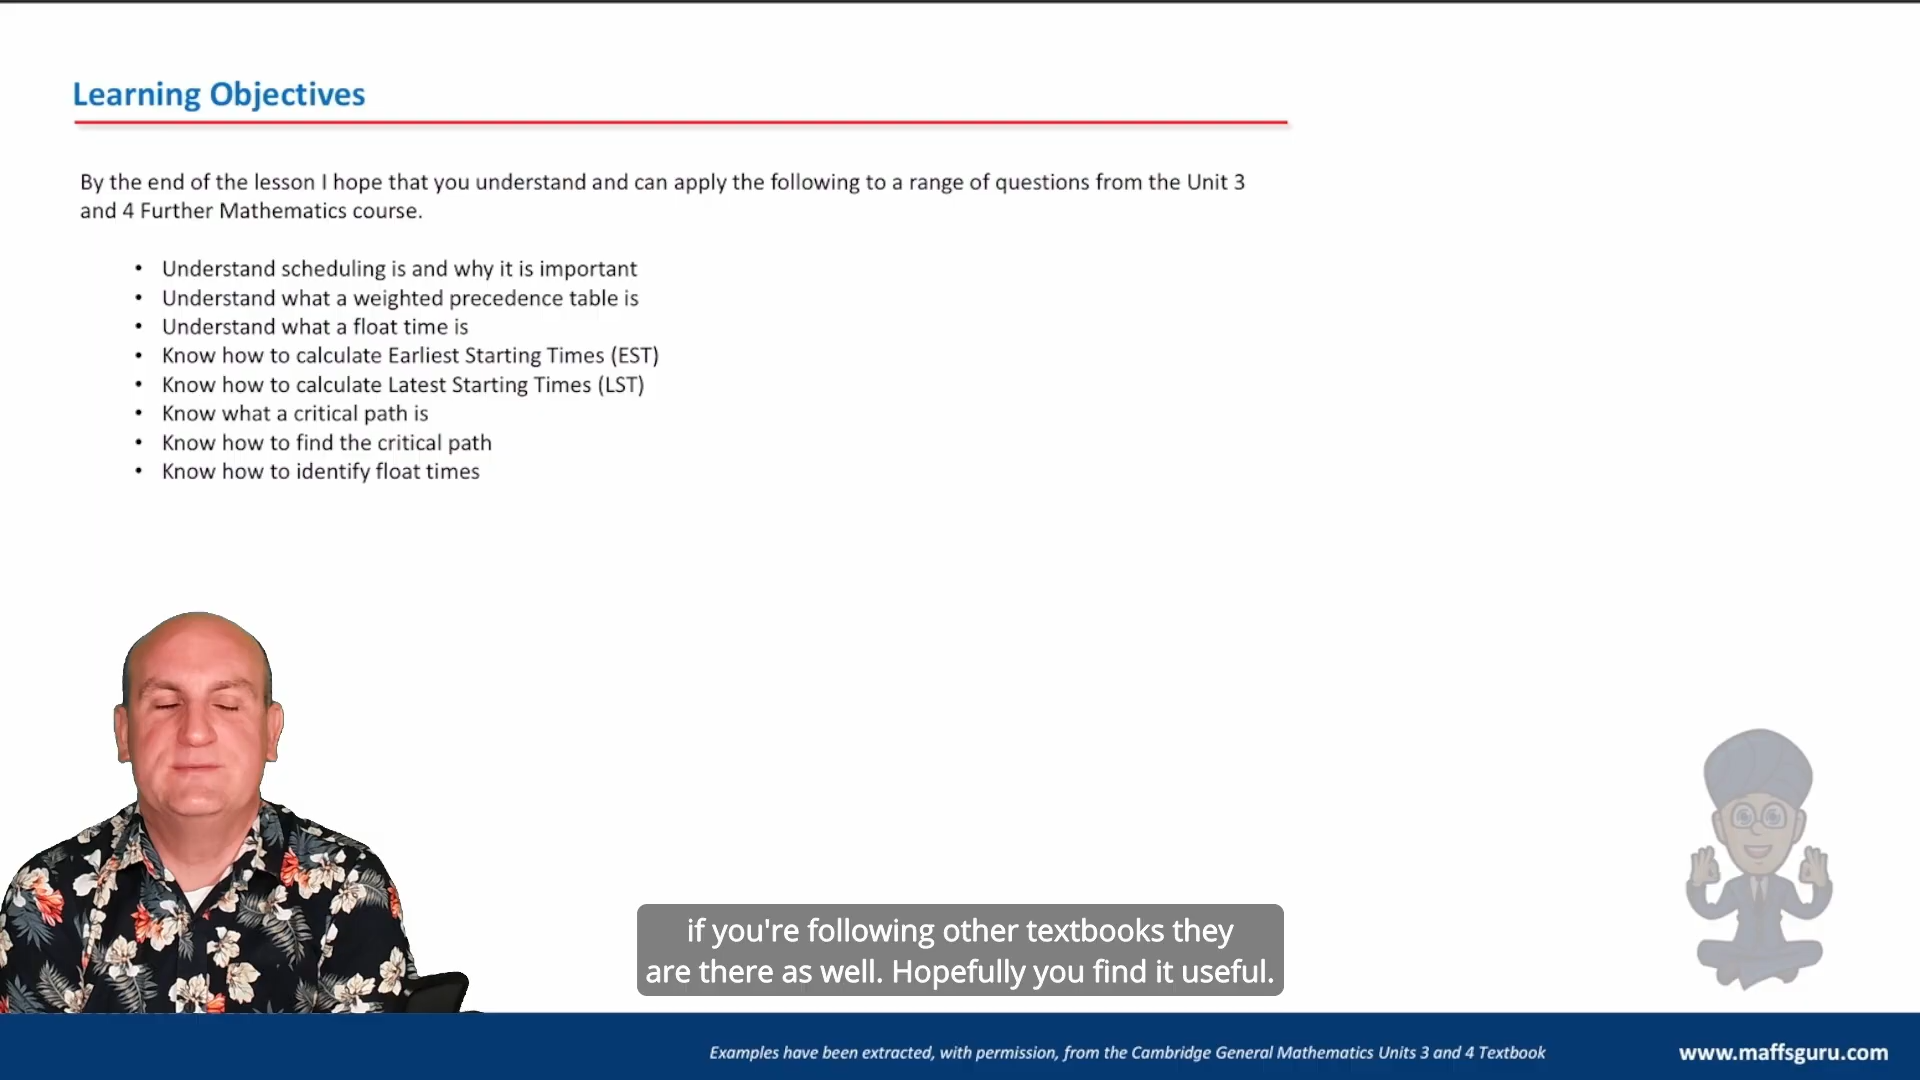 Learning Objectives
By the end of the lesson I hope that you understand and can apply the following to a range of questions from the Unit 3
and 4 Further Mathematics course.
• Understand scheduling is and why it is important
• Understand what a weighted precedence table is
• Understand what a float time is
• Know how to calculate Earliest Starting Times (EST)
• Know how to calculate Latest Starting Times (LST)
• Know what a critical path is
• Know how to find the critical path
• Know how to identify float times
if you're following other textbooks they
are there as well. Hopefully you find it useful.
Examples have been extracted, with permission, from the Cambridge General Mathematics Units 3 and 4 Textbook
www.maffsguru.com